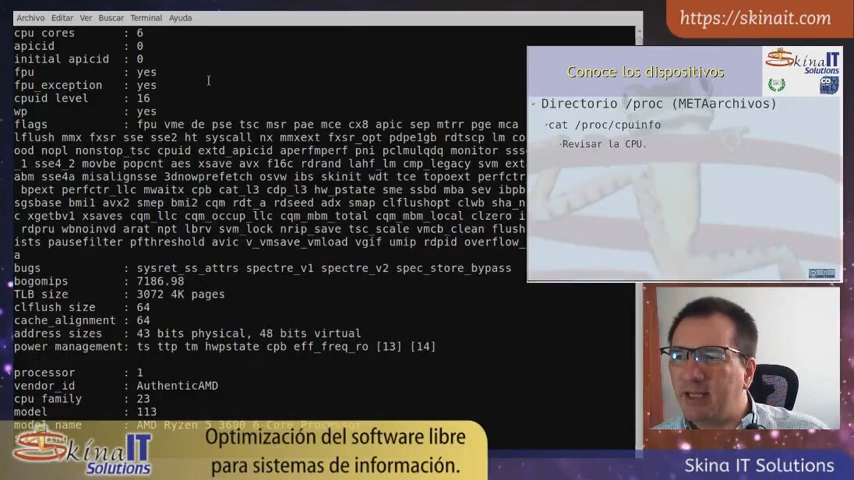 Archivo Editar Ver Buscar Terminal Ayuda
https://skinait.com
cpu cores : 6
apicid : 0
initial apicid : 0
fpu : yes
fpu_exception : yes
cpuid level : 16
wp : yes
flags : fpu vme de pse tsc msr pae mce cx8 apic sep mtrr pge mca
lflush mmx fxsr sse sse2 ht syscall nx mmxext fxsr_opt pdpe1gb rdtscp lm co
ood nopl nonstop_tsc cpuid extd_apicid aperfmperf pni pclmulqdq monitor ssse
_1 sse4_2 movbe popcnt aes xsave avx f16c rdrand lahf_lm cmp_legacy svm ext
abm sse4a misalignsse 3dnowprefetch osvw ibs skinit wdt tce topoext perfctr
bpext perfctr_llc mwaitx cpb cat_l3 cdp_l3 hw_pstate sme ssbd mba sev ibpb
sgsbase bmi1 avx2 smep bmi2 cqm rdt_a rdseed adx smap clflushopt clwb sha_n
c xgetbv1 xsaves cqm_llc cqm_occup_llc cqm_mbm_total cqm_mbm_local clzero i
rdpru wbnoinvd arat npt lbrv svm_lock nrip_save tsc_scale vmcb_clean flush
ists pausefilter pfthreshold avic v_vmsave_vmload vgif umip rdpid overflow_
a
bugs : sysret_ss_attrs spectre_v1 spectre_v2 spec_store_bypass
bogomips : 7186.98
TLB size : 3072 4K pages
clflush size : 64
cache_alignment : 64
address sizes : 43 bits physical, 48 bits virtual
power management: ts ttp tm hwpstate cpb eff_freq_ro [13] [14]
processor : 1
vendor_id : AuthenticAMD
cpu family : 23
model : 113
model name : AMD Ryzen 5 3600 6-Core Processor
Conoce los dispositivos
Skina IT
Solutions
Directorio /proc (METAarchivos)
cat /proc/cpuinfo
Revisar la CPU.
Skina IT
Solutions
Optimización del software libre
para sistemas de información.
Skina IT Solutions